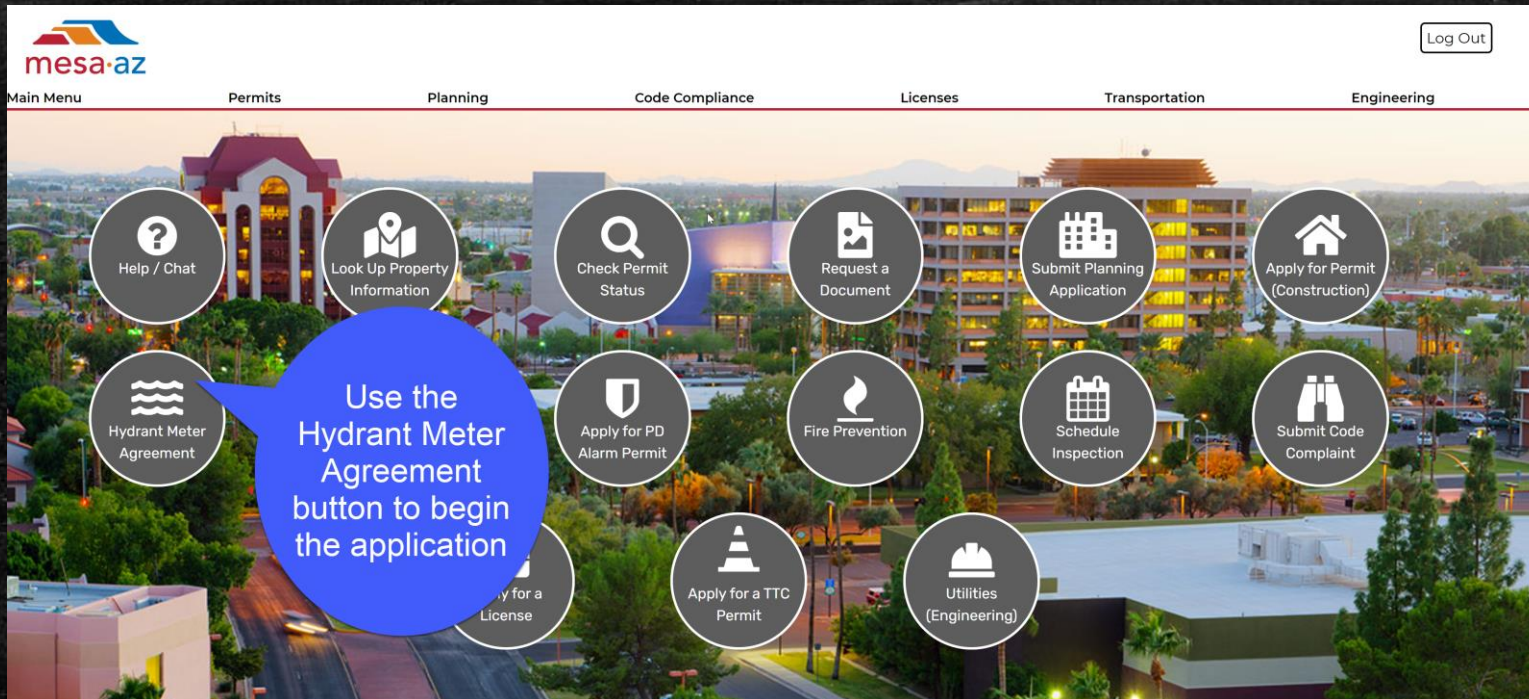 mesa·az
Log Out
Main Menu
Permits
Planning
Code Compliance
Licenses
Transportation
Engineering
Help / Chat
Look Up Property
Information
Check Permit
Status
Request a
Document
Submit Planning
Application
Apply for Permit
(Construction)
Hydrant Meter
Agreement
Use the
Hydrant Meter
Agreement
button to begin
the application
Apply for PD
Alarm Permit
Fire Prevention
Schedule
Inspection
Submit Code
Complaint
for a
License
Apply for a TTC
Permit
Utilities
(Engineering)